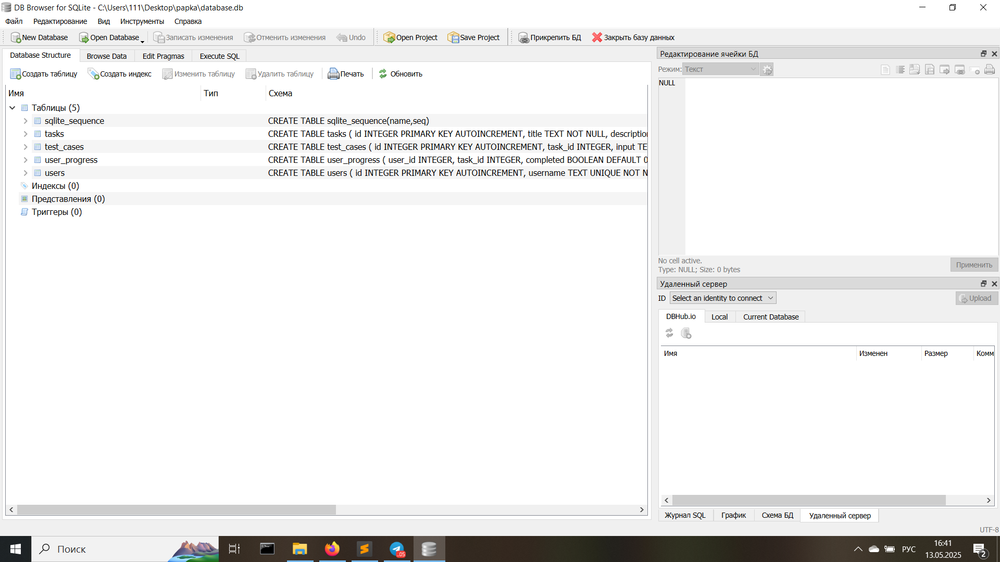 DB Browser for SQLite - C:\Users\111\Desktop\papka\database.db
Файл Редактирование Вид Инструменты Справка
New Database Open Database Записать изменения Отменить изменения Undo Open Project Save Project Прикрепить БД Закрыть базу данных
Database Structure Browse Data Edit Pragmas Execute SQL
Создать таблицу Создать индекс Изменить таблицу Удалить таблицу Печать Обновить
Имя Тип Схема
Таблицы (5)
sqlite_sequence CREATE TABLE sqlite_sequence(name,seq)
tasks CREATE TABLE tasks ( id INTEGER PRIMARY KEY AUTOINCREMENT, title TEXT NOT NULL, description
test_cases CREATE TABLE test_cases ( id INTEGER PRIMARY KEY AUTOINCREMENT, task_id INTEGER, input TE
user_progress CREATE TABLE user_progress ( user_id INTEGER, task_id INTEGER, completed BOOLEAN DEFAULT 0
users CREATE TABLE users ( id INTEGER PRIMARY KEY AUTOINCREMENT, username TEXT UNIQUE NOT N
Индексы (0)
Представления (0)
Триггеры (0)
Редактирование ячейки БД
Режим: Текст
NULL
No cell active.
Type: NULL; Size: 0 bytes
Применить
Удаленный сервер
ID Select an identity to connect Upload
DBHub.io Local Current Database
Имя Изменен Размер Комм
Журнал SQL График Схема БД Удаленный сервер
UTF-8
Поиск
.05
РУС
16:41
13.05.2025
2